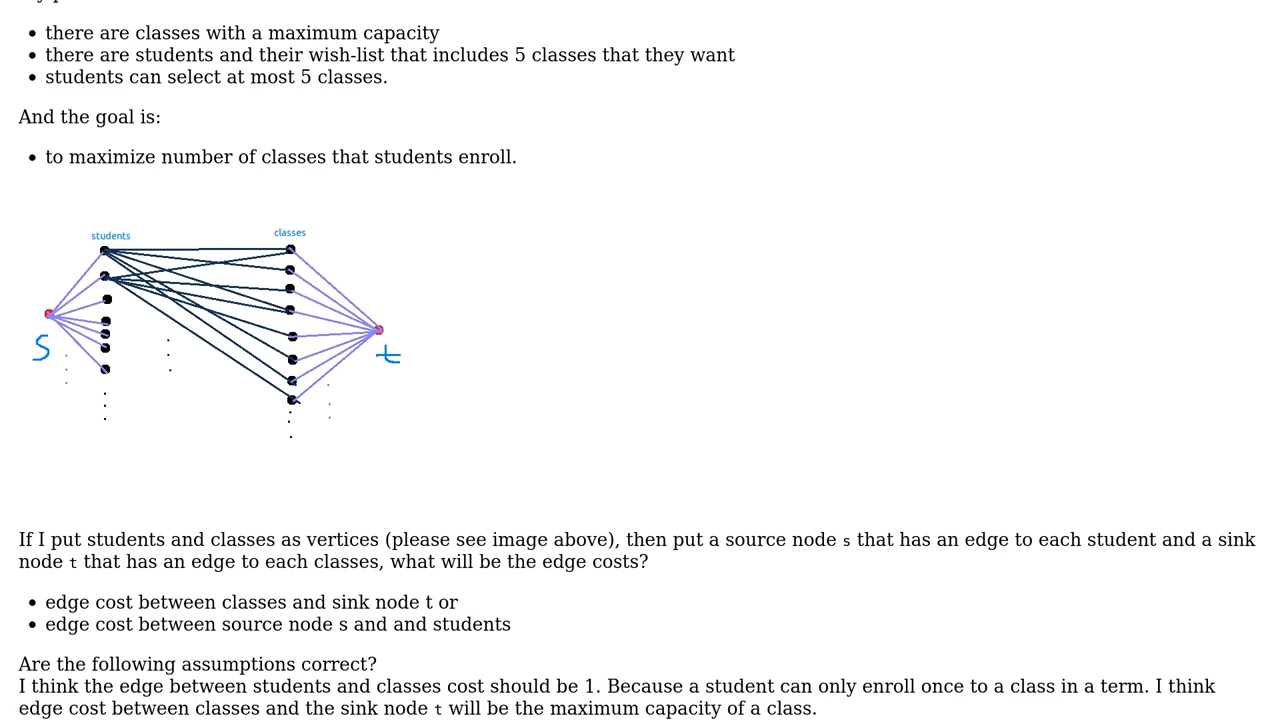 there are classes with a maximum capacity
there are students and their wish-list that includes 5 classes that they want
students can select at most 5 classes.
And the goal is:
to maximize number of classes that students enroll.
students
classes
S
t
If I put students and classes as vertices (please see image above), then put a source node s that has an edge to each student and a sink
node t that has an edge to each classes, what will be the edge costs?
edge cost between classes and sink node t or
edge cost between source node s and and students
Are the following assumptions correct?
I think the edge between students and classes cost should be 1. Because a student can only enroll once to a class in a term. I think
edge cost between classes and the sink node t will be the maximum capacity of a class.